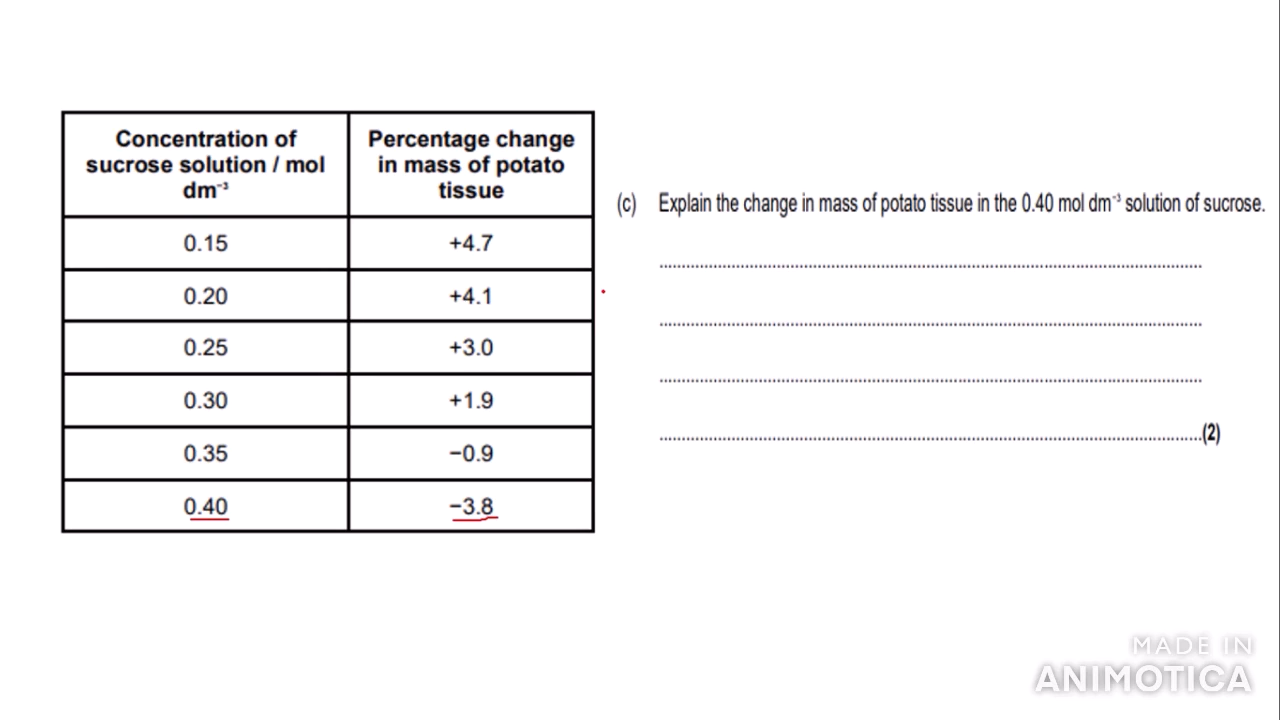 Concentration of
sucrose solution / mol
dm⁻³
Percentage change
in mass of potato
tissue
0.15 +4.7
0.20 +4.1
0.25 +3.0
0.30 +1.9
0.35 −0.9
0.40 −3.8
(c) Explain the change in mass of potato tissue in the 0.40 mol dm⁻³ solution of sucrose.
(2)
MADE IN
ANIMOTICA